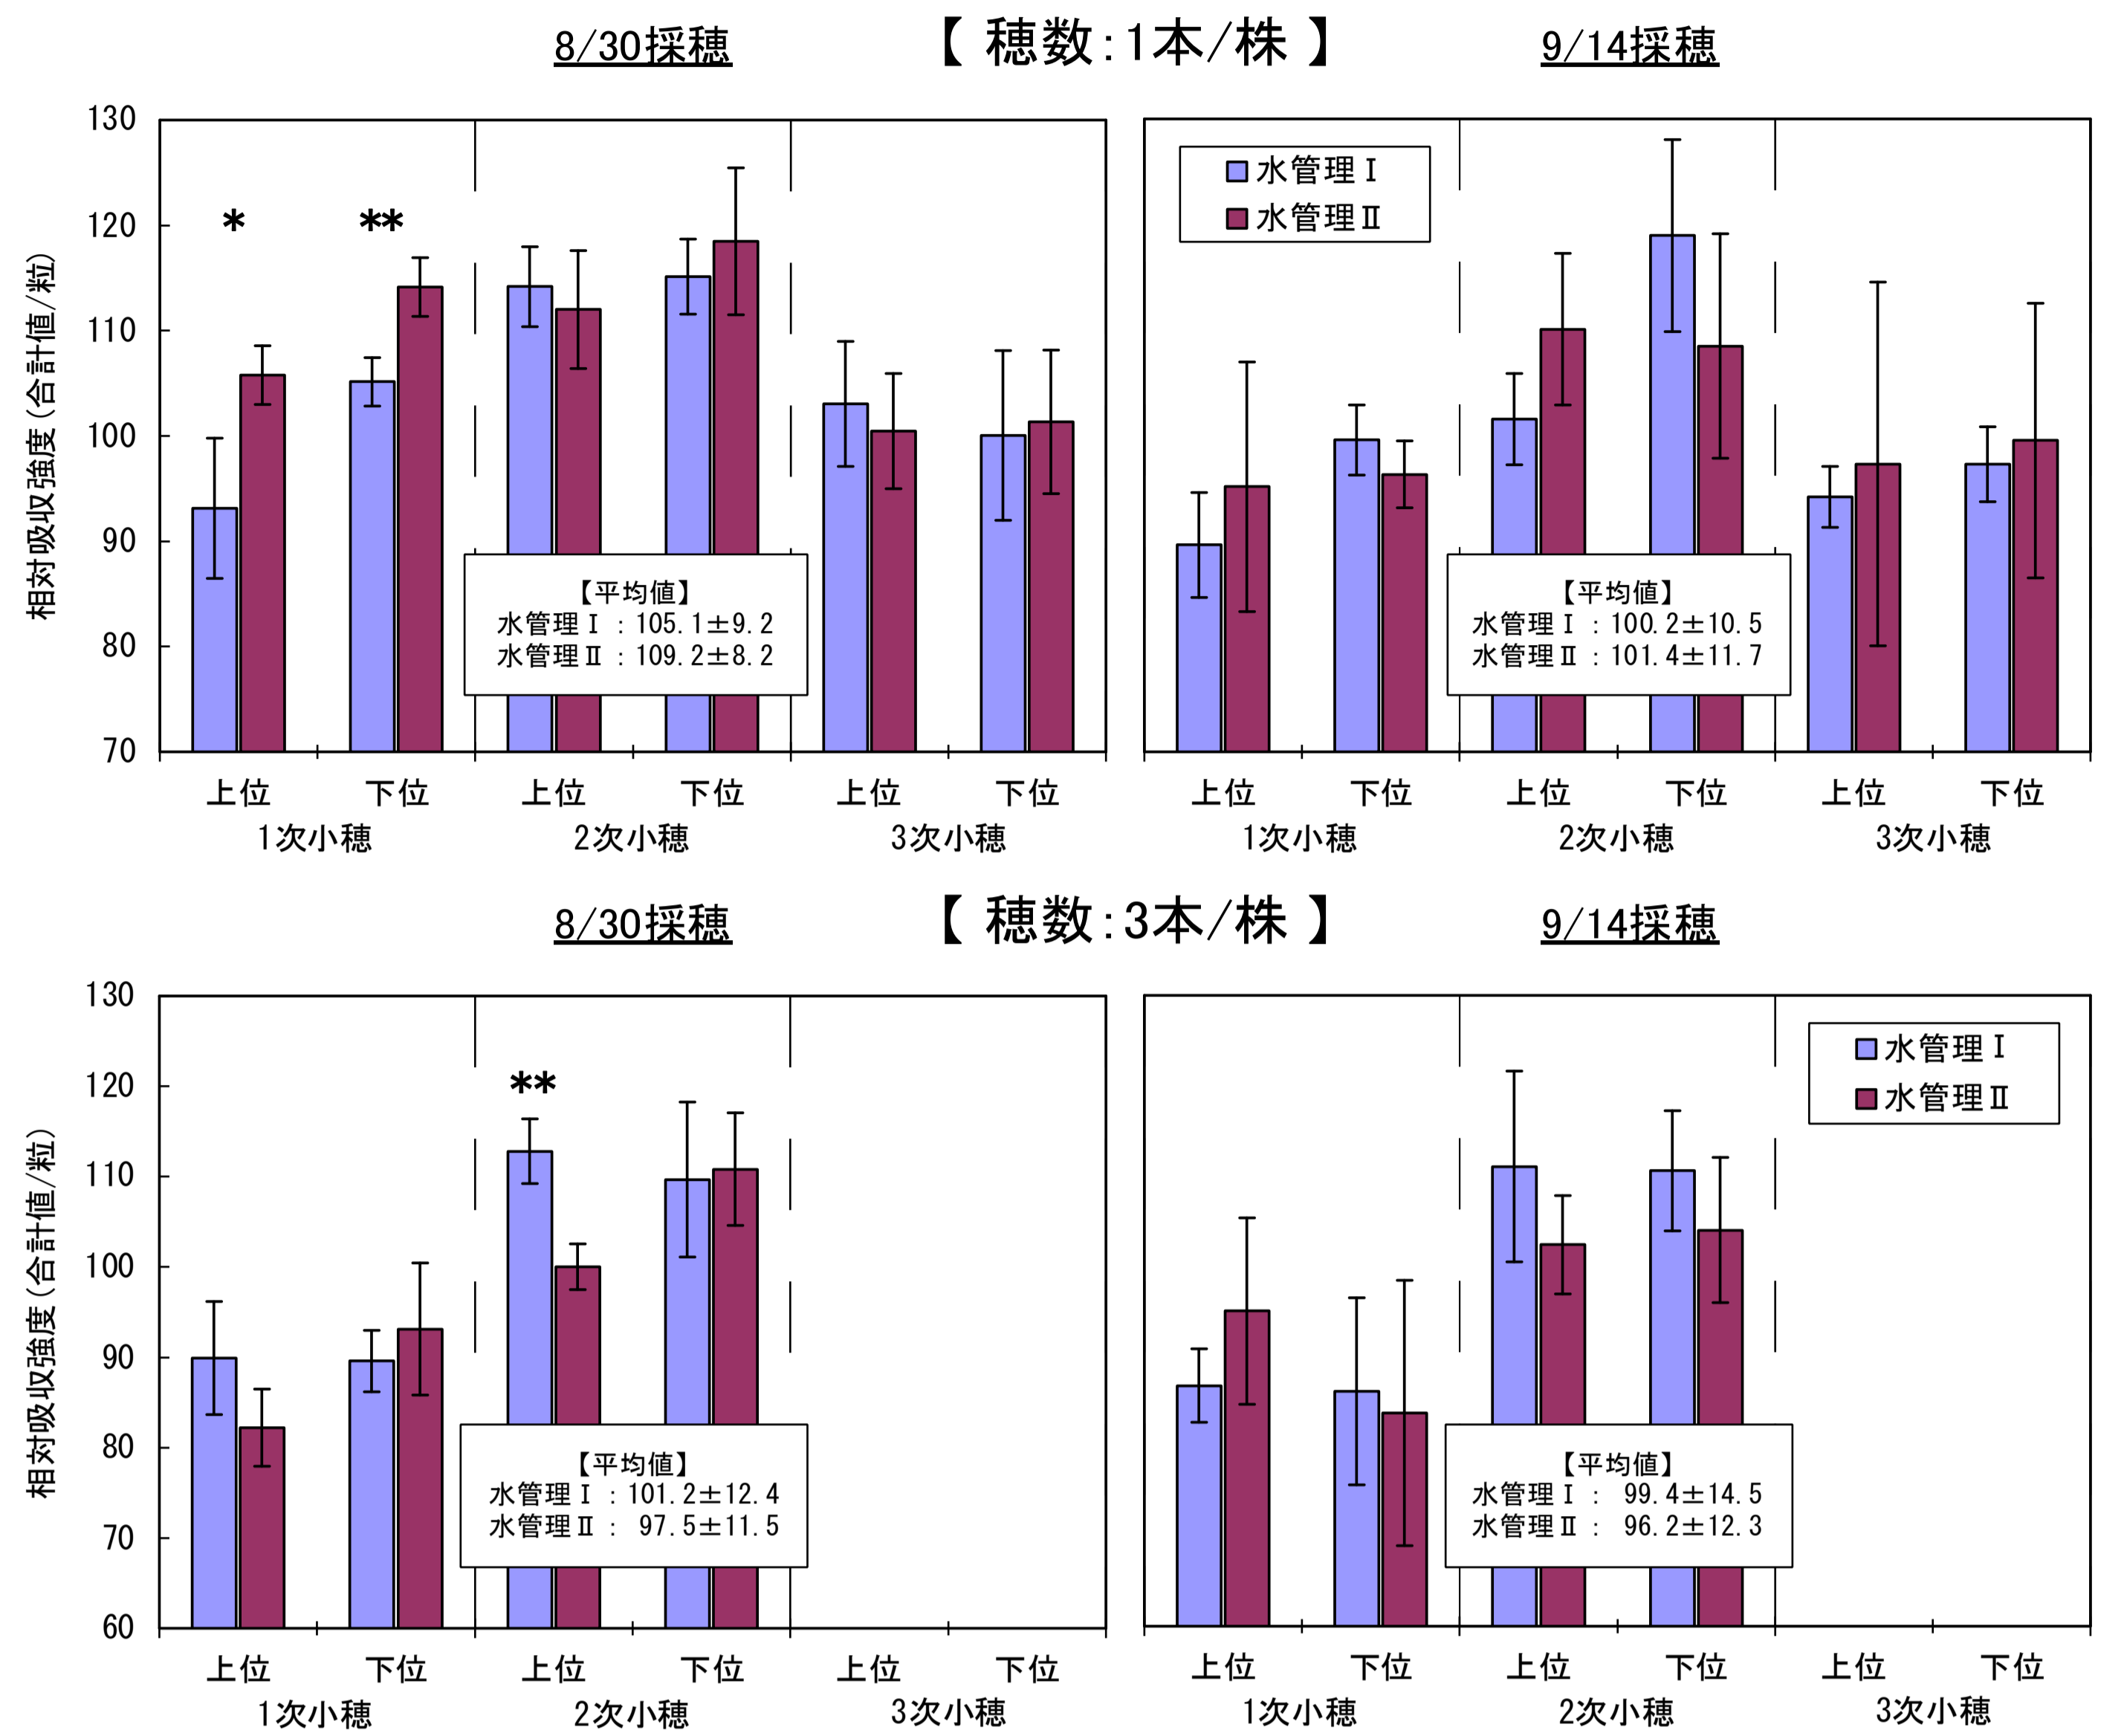 8/30採穂 【 穂数:1本/株 】 9/14採穂
相対吸収強度(合計値/粒)
130
120
110
100
90
80
70
* **
【平均値】
水管理Ⅰ : 105.1±9.2
水管理Ⅱ : 109.2±8.2
水管理Ⅰ
水管理Ⅱ
【平均値】
水管理Ⅰ : 100.2±10.5
水管理Ⅱ : 101.4±11.7
上位 下位 上位 下位 上位 下位 上位 下位 上位 下位 上位 下位
1次小穂 2次小穂 3次小穂 1次小穂 2次小穂 3次小穂
8/30採穂 【 穂数:3本/株 】 9/14採穂
相対吸収強度(合計値/粒)
130
120
110
100
90
80
70
60
**
【平均値】
水管理Ⅰ : 101.2±12.4
水管理Ⅱ : 97.5±11.5
水管理Ⅰ
水管理Ⅱ
【平均値】
水管理Ⅰ : 99.4±14.5
水管理Ⅱ : 96.2±12.3
上位 下位 上位 下位 上位 下位 上位 下位 上位 下位 上位 下位
1次小穂 2次小穂 3次小穂 1次小穂 2次小穂 3次小穂